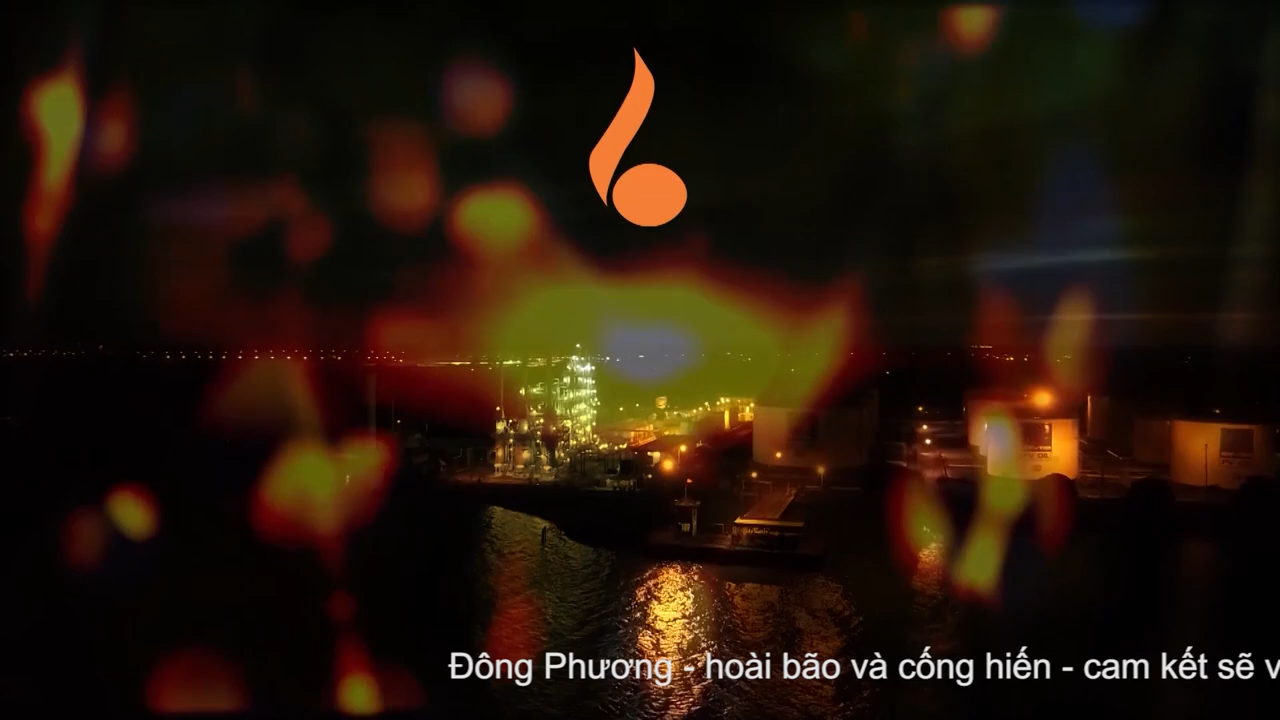 Đông Phương - hoài bão và cống hiến - cam kết sẽ v